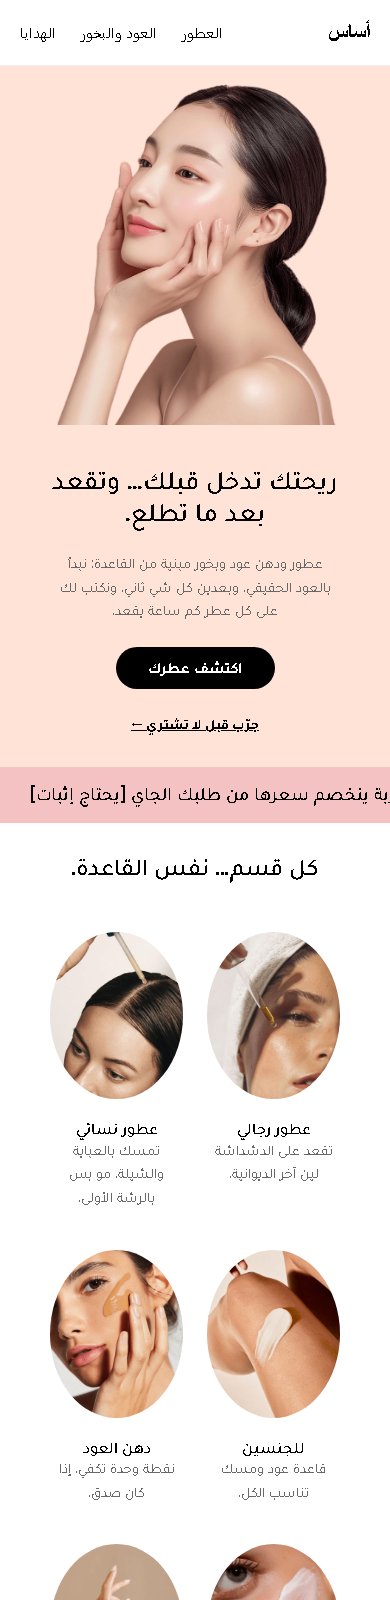 أساس
العطور
العود والبخور
الهدايا
ريحتك تدخل قبلك… وتقعد
بعد ما تطلع.
عطور ودهن عود وبخور مبنية من القاعدة: نبدأ
بالعود الحقيقي، وبعدين كل شي ثاني. ونكتب لك
على كل عطر كم ساعة يقعد.
اكتشف عطرك
جرّب قبل لا تشتري ←
ينخصم سعرها من طلبك الجاي [يحتاج إثبات]
كل قسم… نفس القاعدة.
عطور رجالي
تقعد على الدشداشة
لين آخر الديوانية.
عطور نسائي
تمسك بالعباية
والشيلة، مو بس
بالرشة الأولى.
للجنسين
قاعدة عود ومسك
تناسب الكل.
دهن العود
نقطة وحدة تكفي، إذا
كان صدق.